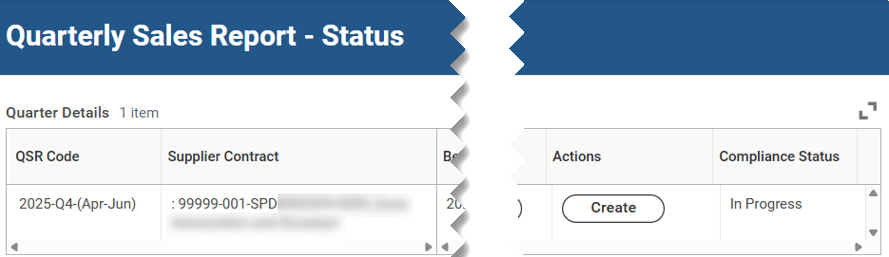 Quarterly Sales Report - Status
Quarter Details 1 item
QSR Code Supplier Contract Actions Compliance Status
2025-Q4-(Apr-Jun) : 99999-001-SPD Create In Progress